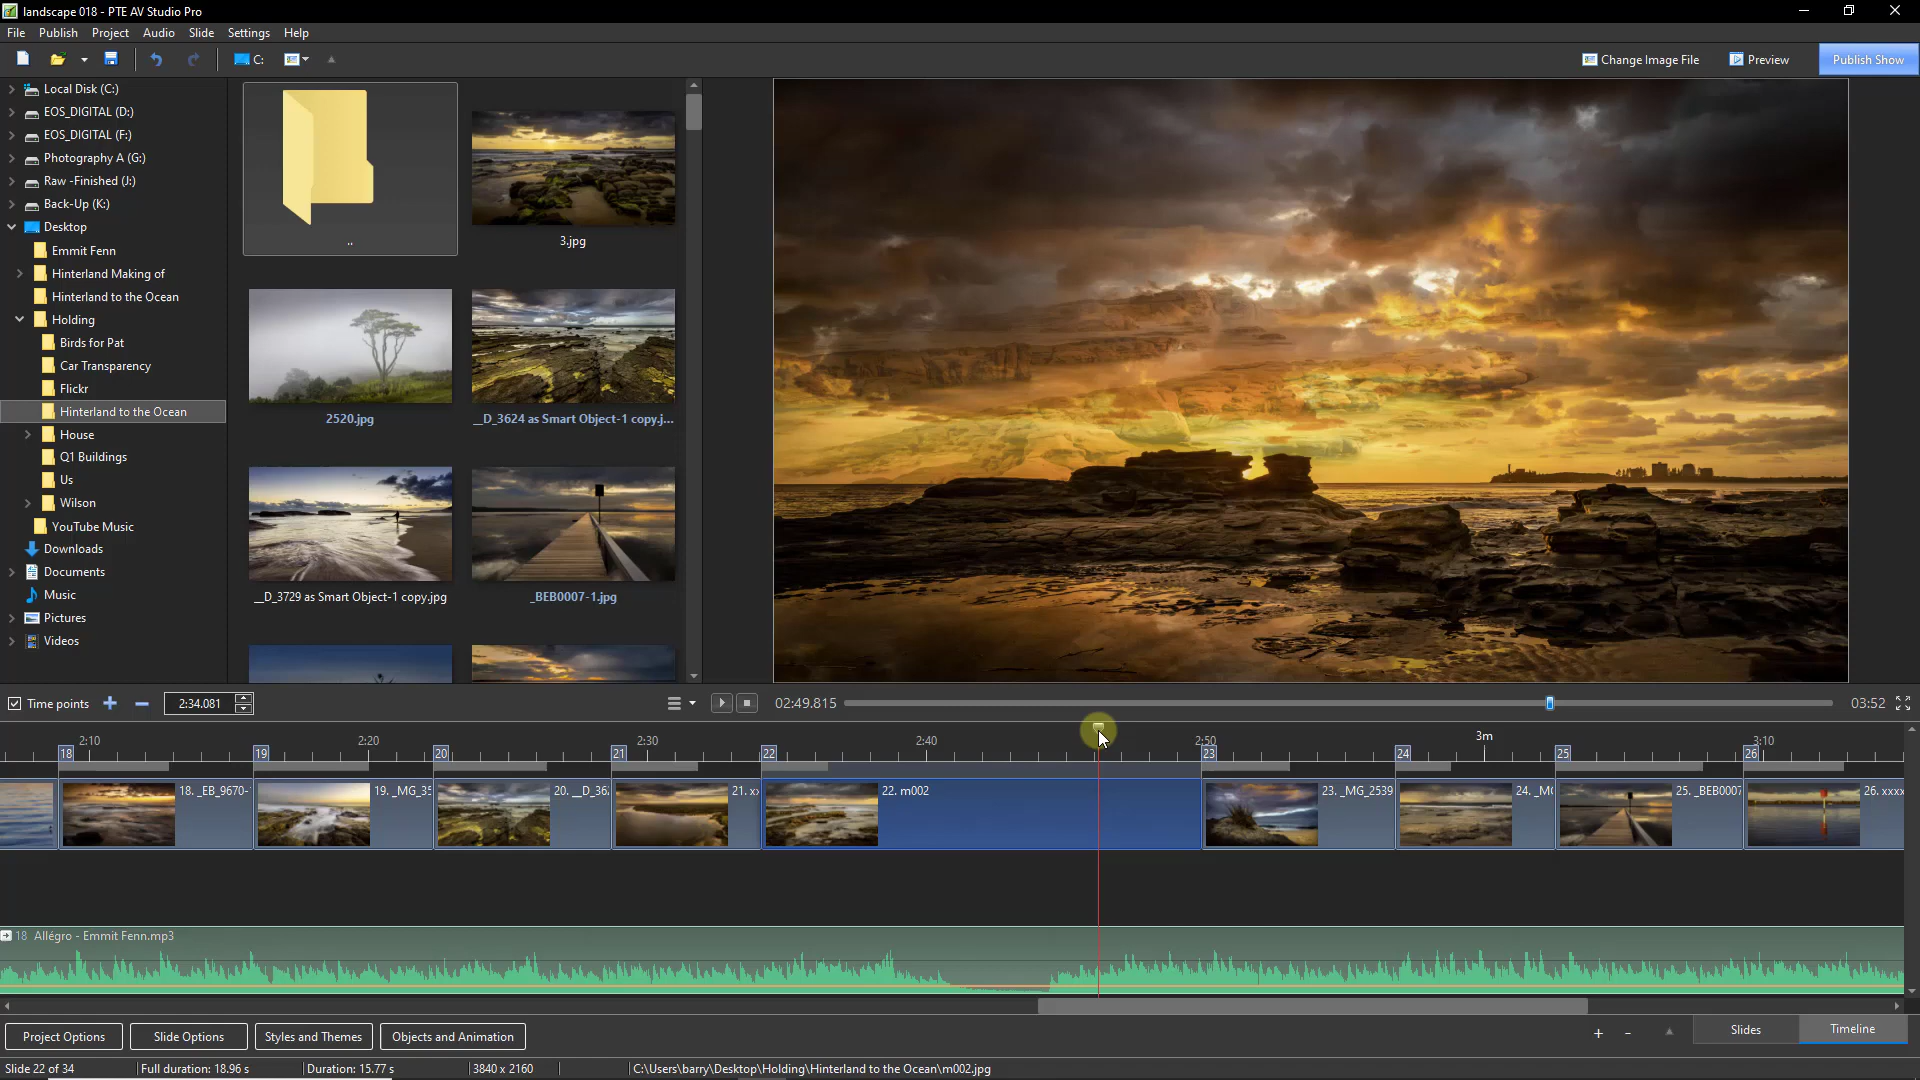 landscape 018 - PTE AV Studio Pro
File Publish Project Audio Slide Settings Help
C: Change Image File Preview Publish Show
Local Disk (C:)
EOS_DIGITAL (D:)
EOS_DIGITAL (F:)
Photography A (G:)
Raw -Finished (J:)
Back-Up (K:)
Desktop
Emmit Fenn
Hinterland Making of
Hinterland to the Ocean
Holding
Birds for Pat
Car Transparency
Flickr
Hinterland to the Ocean
House
Q1 Buildings
Us
Wilson
YouTube Music
Downloads
Documents
Music
Pictures
Videos
..
3.jpg
2520.jpg
__D_3624 as Smart Object-1 copy.j...
__D_3729 as Smart Object-1 copy.jpg
_BEB0007-1.jpg
Time points + − 2:34.081 02:49.815 03:52
2:10 2:20 2:30 2:40 2:50 3m 3:10
18 19 20 21 22 23 24 25 26
18. _EB_9670- 19. _MG_35 20. __D_36 21. xx 22. m002 23. _MG_2539 24. _M 25. _BEB0007 26. xxxx
18 Allégro - Emmit Fenn.mp3
Project Options Slide Options Styles and Themes Objects and Animation + - Slides Timeline
Slide 22 of 34 Full duration: 18.96 s Duration: 15.77 s 3840 x 2160 C:\Users\barry\Desktop\Holding\Hinterland to the Ocean\m002.jpg